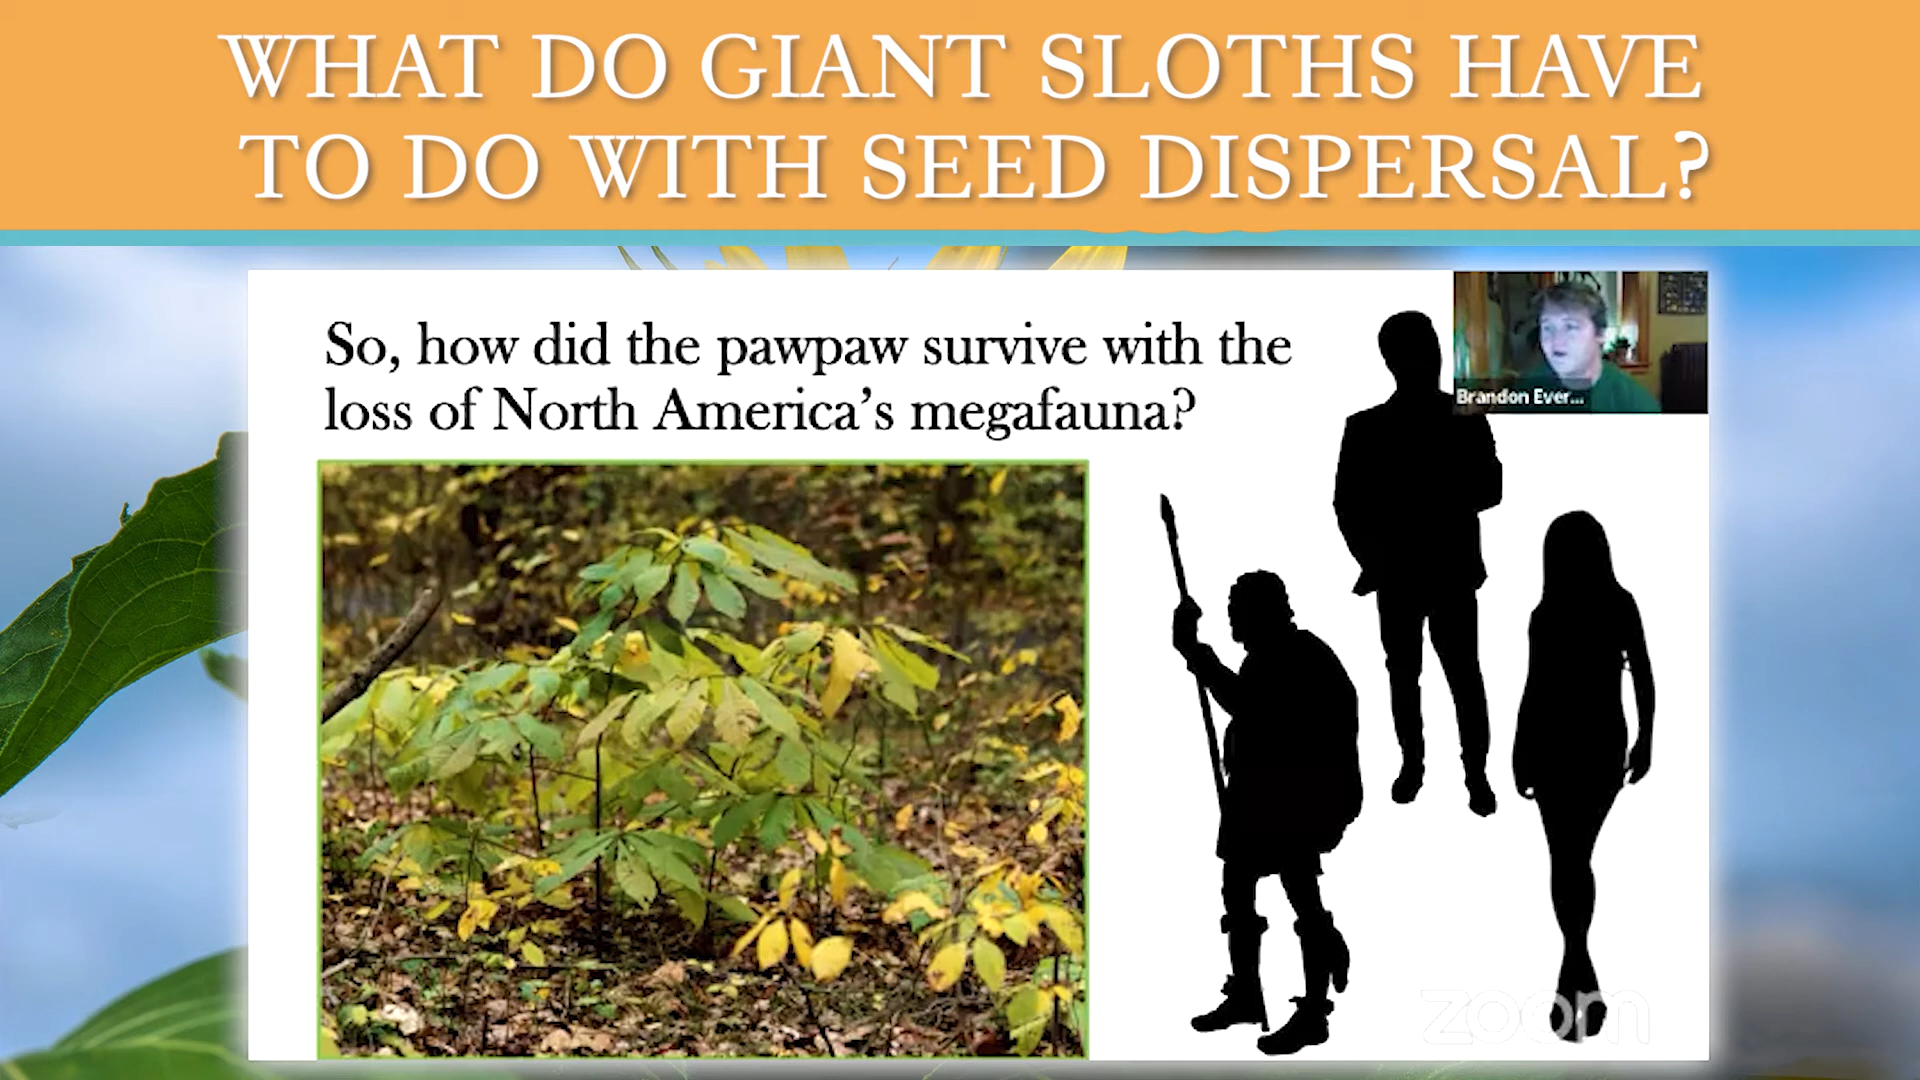 WHAT DO GIANT SLOTHS HAVE
TO DO WITH SEED DISPERSAL?
So, how did the pawpaw survive with the
loss of North America’s megafauna?
Brandon Ever...
zoom